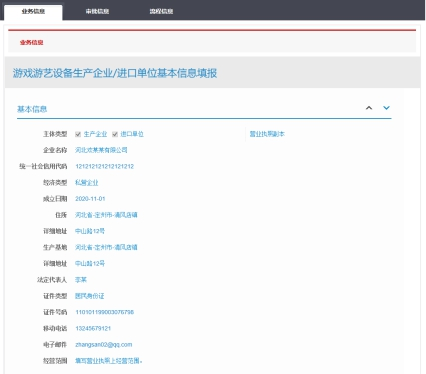 业务信息 审批信息 流程信息
业务信息
游戏游艺设备生产企业/进口单位基本信息填报
基本信息
主体类型 生产企业 进口单位 营业执照副本
企业名称 河北欢某某有限公司
统一社会信用代码 121212121212121212
经济类型 私营企业
成立日期 2020-11-01
住所 河北省-定州市-清风店镇
详细地址 中山路12号
生产基地 河北省-定州市-清风店镇
详细地址 中山路12号
法定代表人 张某
证件类型 居民身份证
证件号码 110101199003076798
移动电话 13245679121
电子邮件 zhangsan02@qq.com
经营范围 填写营业执照上经营范围。